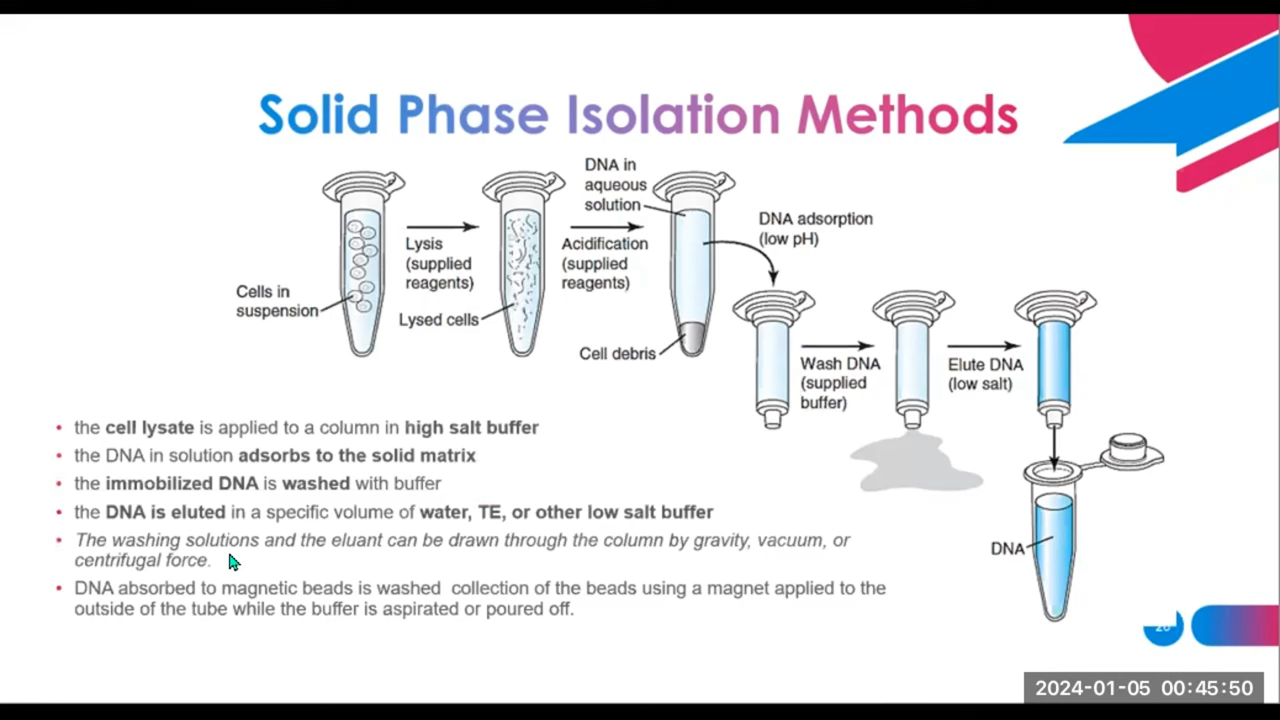 Solid Phase Isolation Methods
DNA in
aqueous
solution
DNA adsorption
(low pH)
Lysis
(supplied
reagents)
Acidification
(supplied
reagents)
Cells in
suspension
Lysed cells
Cell debris
Wash DNA
(supplied
buffer)
Elute DNA
(low salt)
DNA
• the cell lysate is applied to a column in high salt buffer
• the DNA in solution adsorbs to the solid matrix
• the immobilized DNA is washed with buffer
• the DNA is eluted in a specific volume of water, TE, or other low salt buffer
• The washing solutions and the eluant can be drawn through the column by gravity, vacuum, or
centrifugal force.
• DNA absorbed to magnetic beads is washed collection of the beads using a magnet applied to the
outside of the tube while the buffer is aspirated or poured off.
2024-01-05 00:45:50